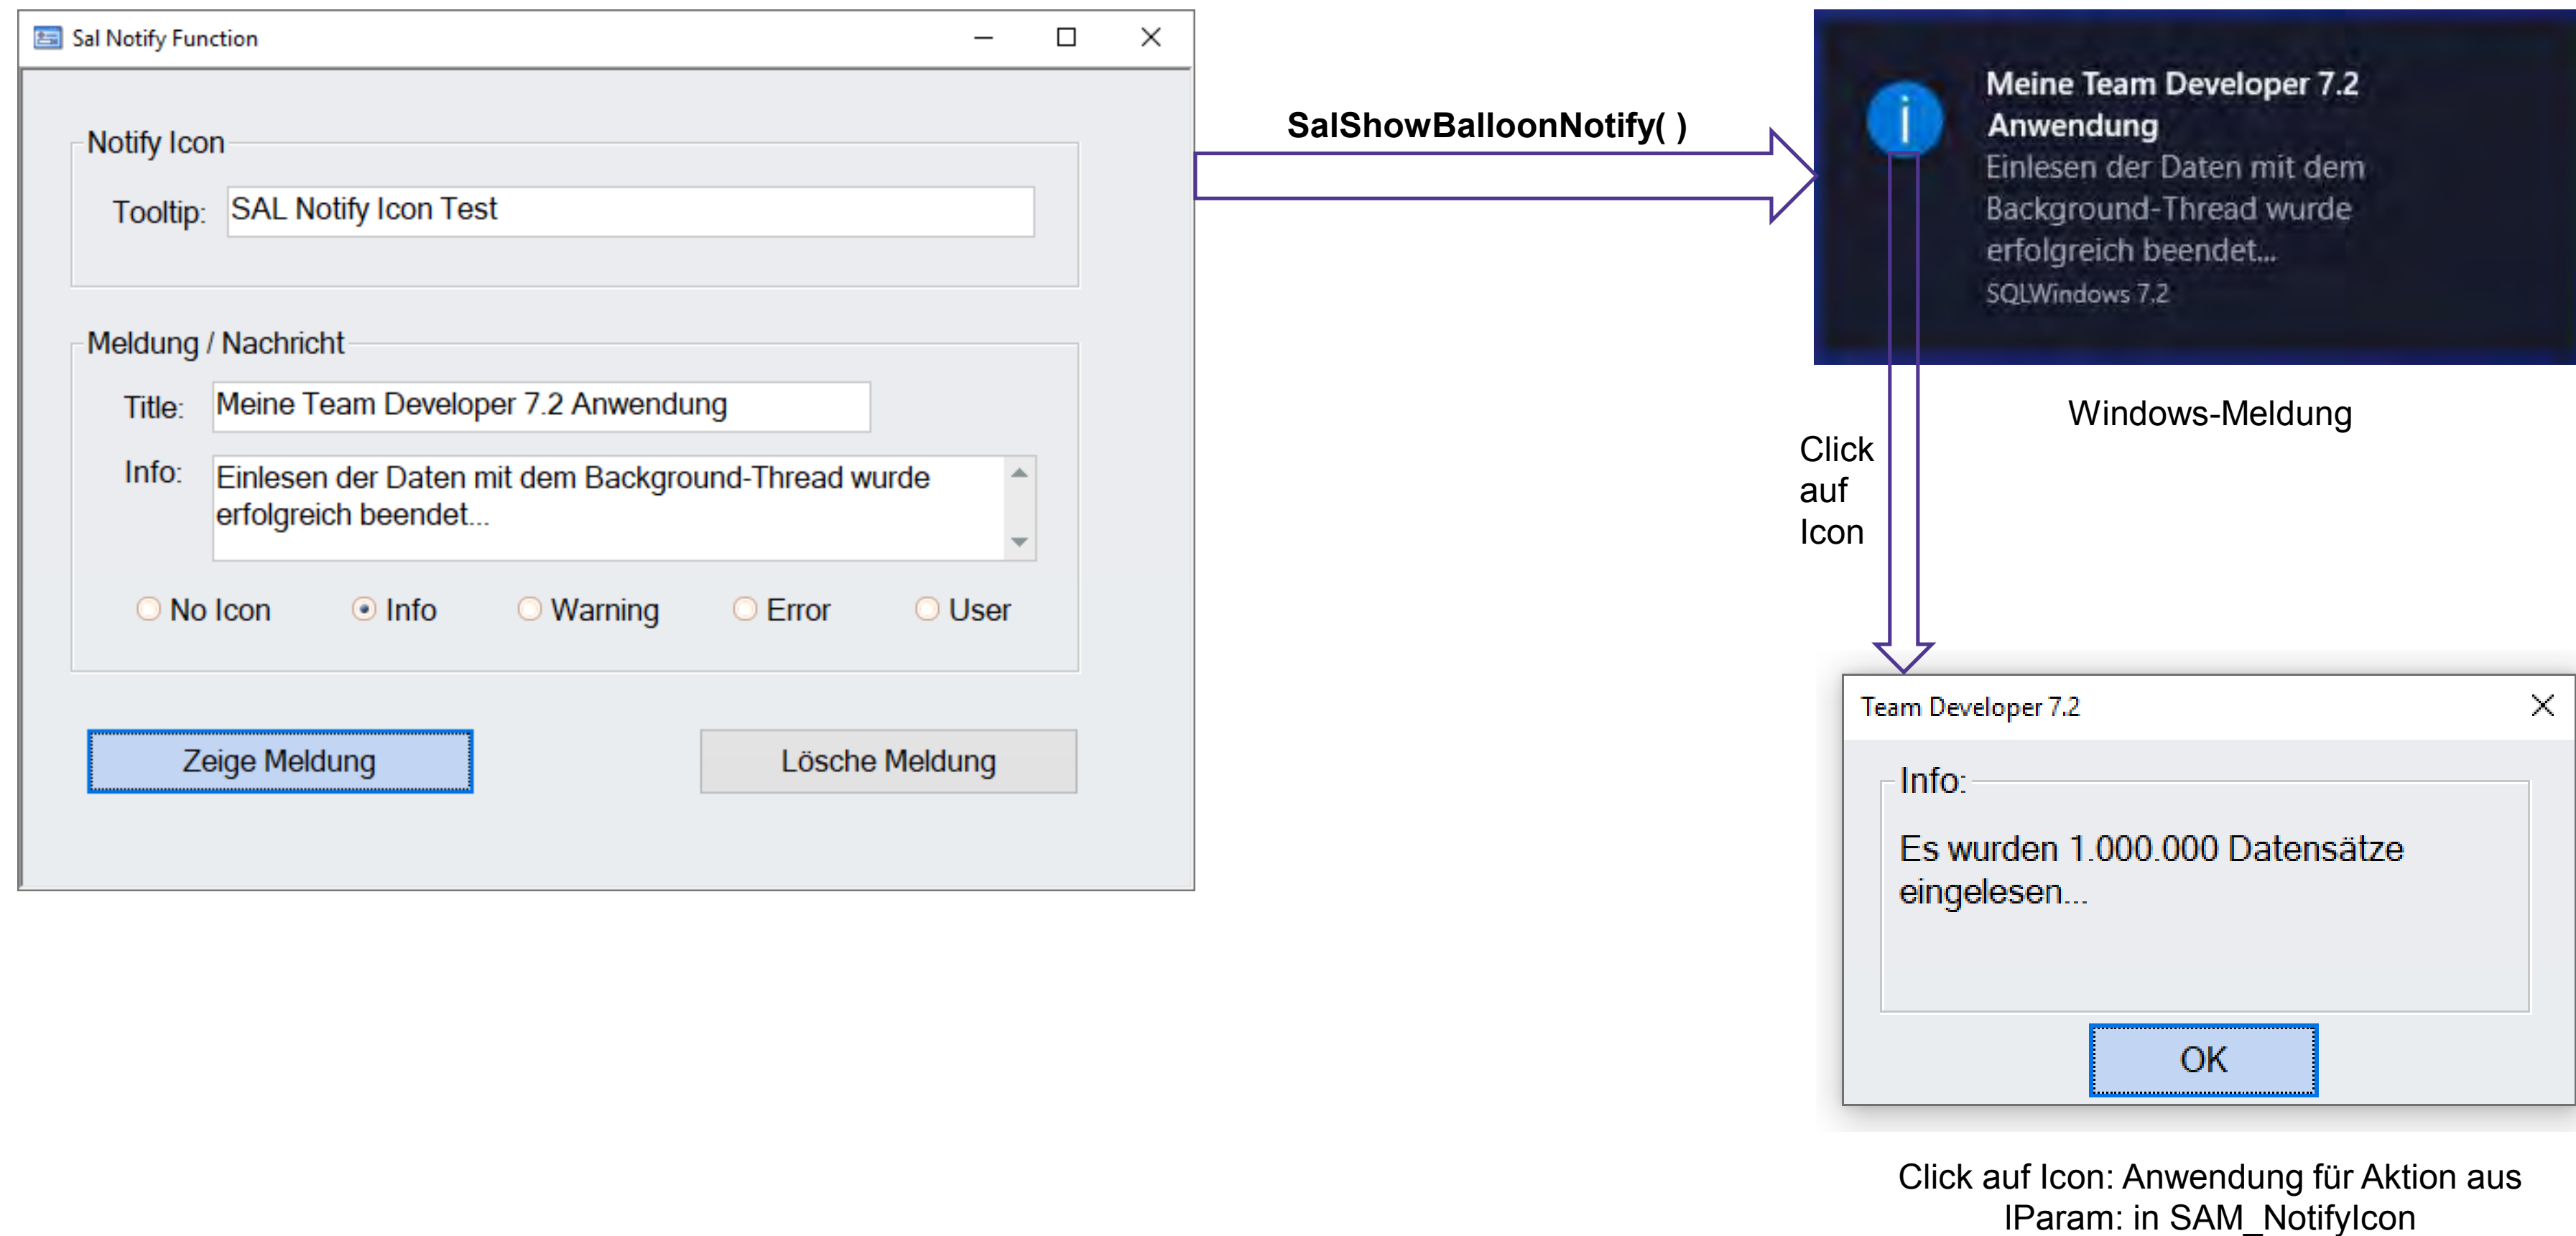 Sal Notify Function
Notify Icon
Tooltip: SAL Notify Icon Test
Meldung / Nachricht
Title: Meine Team Developer 7.2 Anwendung
Info: Einlesen der Daten mit dem Background-Thread wurde
erfolgreich beendet...
No Icon Info Warning Error User
Zeige Meldung Lösche Meldung
SalShowBalloonNotify( )
i
Meine Team Developer 7.2
Anwendung
Einlesen der Daten mit dem
Background-Thread wurde
erfolgreich beendet...
SQLWindows 7.2
Windows-Meldung
Click
auf
Icon
Team Developer 7.2
Info:
Es wurden 1.000.000 Datensätze
eingelesen...
OK
Click auf Icon: Anwendung für Aktion aus
lParam: in SAM_NotifyIcon